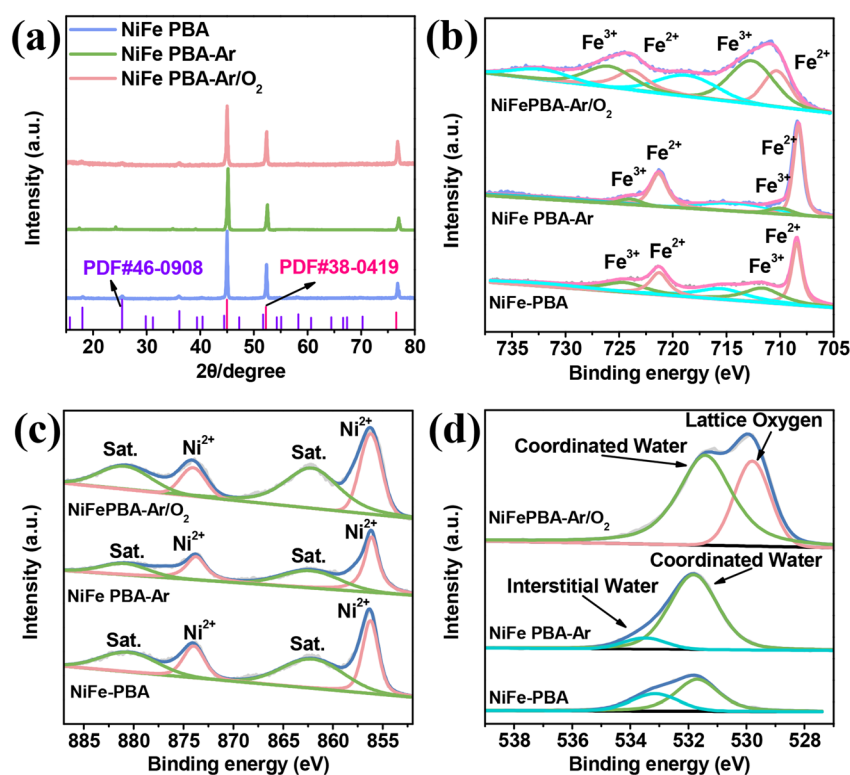 (a)
NiFe PBA
NiFe PBA-Ar
NiFe PBA-Ar/O₂
PDF#46-0908
PDF#38-0419
Intensity (a.u.)
20 30 40 50 60 70 80
2θ/degree
(b)
Fe³⁺
Fe²⁺
Fe³⁺
Fe²⁺
NiFePBA-Ar/O₂
Fe³⁺
Fe²⁺
Fe³⁺
Fe²⁺
NiFe PBA-Ar
Fe³⁺
Fe²⁺
Fe³⁺
Fe²⁺
NiFe-PBA
Intensity (a.u.)
735 730 725 720 715 710 705
Binding energy (eV)
(c)
Sat.
Ni²⁺
Sat.
Ni²⁺
NiFePBA-Ar/O₂
Sat.
Ni²⁺
Sat.
Ni²⁺
NiFe PBA-Ar
Sat.
Ni²⁺
Sat.
Ni²⁺
NiFe-PBA
Intensity (a.u.)
885 880 875 870 865 860 855
Binding energy (eV)
(d)
Lattice Oxygen
Coordinated Water
NiFePBA-Ar/O₂
Coordinated Water
Interstitial Water
NiFe PBA-Ar
NiFe-PBA
Intensity (a.u.)
538 536 534 532 530 528
Binding energy (eV)